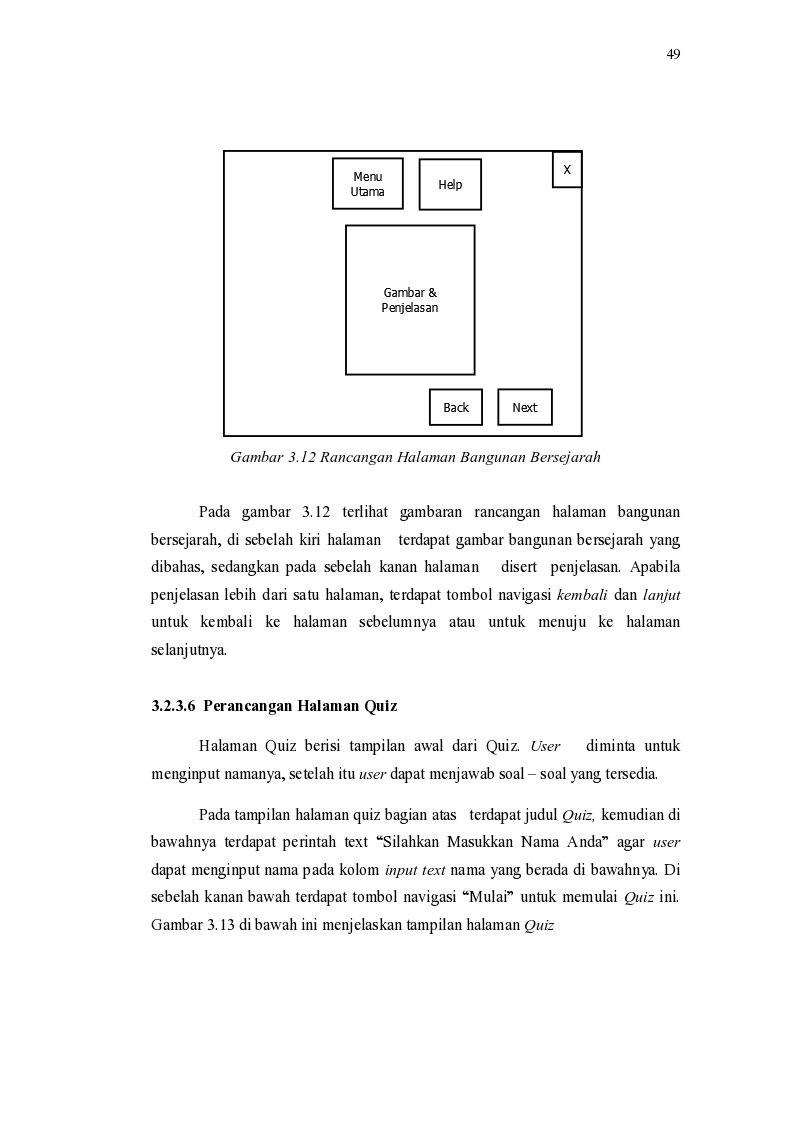 49
Menu
Utama
Help
X
Gambar &
Penjelasan
Back
Next
Gambar 3.12 Rancangan Halaman Bangunan Bersejarah
Pada gambar 3.12 terlihat gambaran rancangan halaman bangunan
bersejarah, di sebelah kiri halaman terdapat gambar bangunan bersejarah yang
dibahas, sedangkan pada sebelah kanan halaman disert penjelasan. Apabila
penjelasan lebih dari satu halaman, terdapat tombol navigasi kembali dan lanjut
untuk kembali ke halaman sebelumnya atau untuk menuju ke halaman
selanjutnya.
3.2.3.6 Perancangan Halaman Quiz
Halaman Quiz berisi tampilan awal dari Quiz. User diminta untuk
menginput namanya, setelah itu user dapat menjawab soal – soal yang tersedia.
Pada tampilan halaman quiz bagian atas terdapat judul Quiz, kemudian di
bawahnya terdapat perintah text “Silahkan Masukkan Nama Anda” agar user
dapat menginput nama pada kolom input text nama yang berada di bawahnya. Di
sebelah kanan bawah terdapat tombol navigasi “Mulai” untuk memulai Quiz ini.
Gambar 3.13 di bawah ini menjelaskan tampilan halaman Quiz